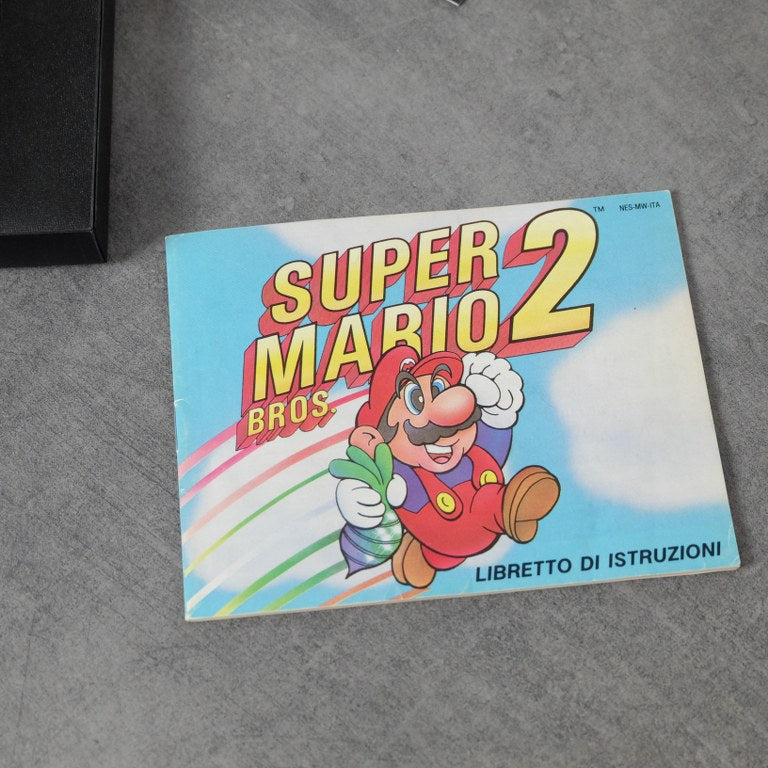 SUPER
MARIO 2
BROS.
™ NES-MW-ITA
LIBRETTO DI ISTRUZIONI